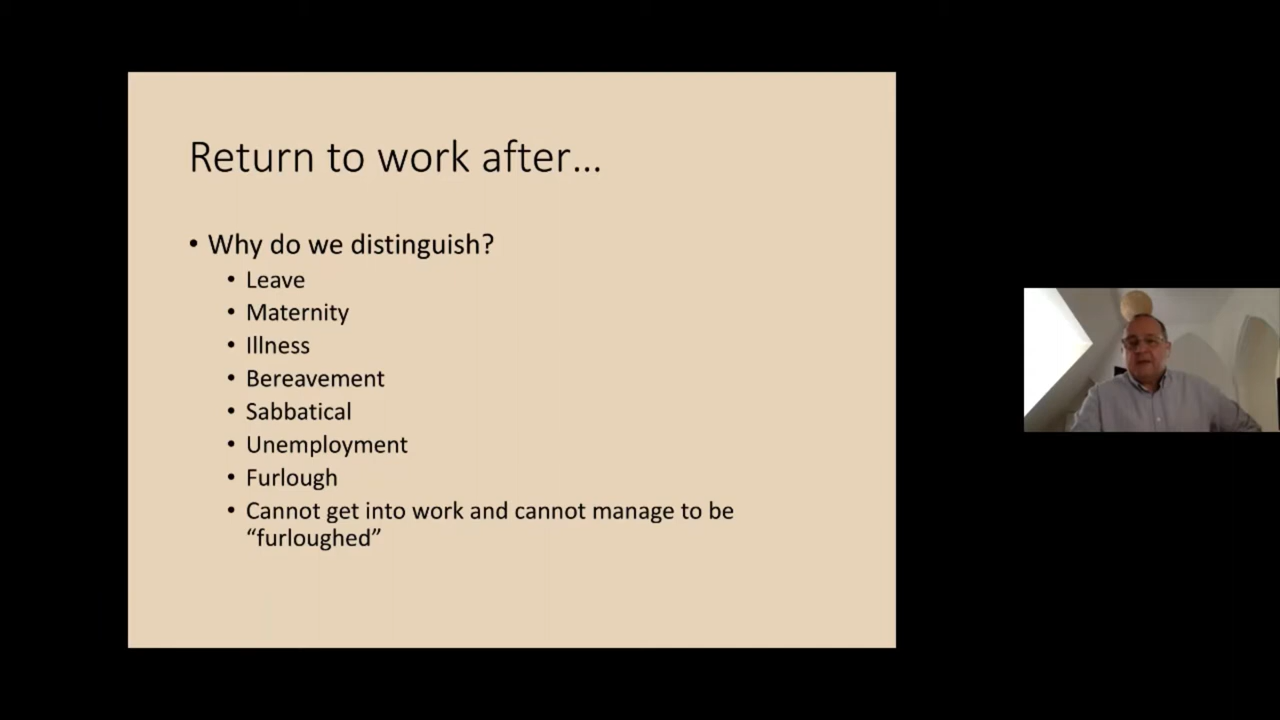 Return to work after…
• Why do we distinguish?
• Leave
• Maternity
• Illness
• Bereavement
• Sabbatical
• Unemployment
• Furlough
• Cannot get into work and cannot manage to be
“furloughed”